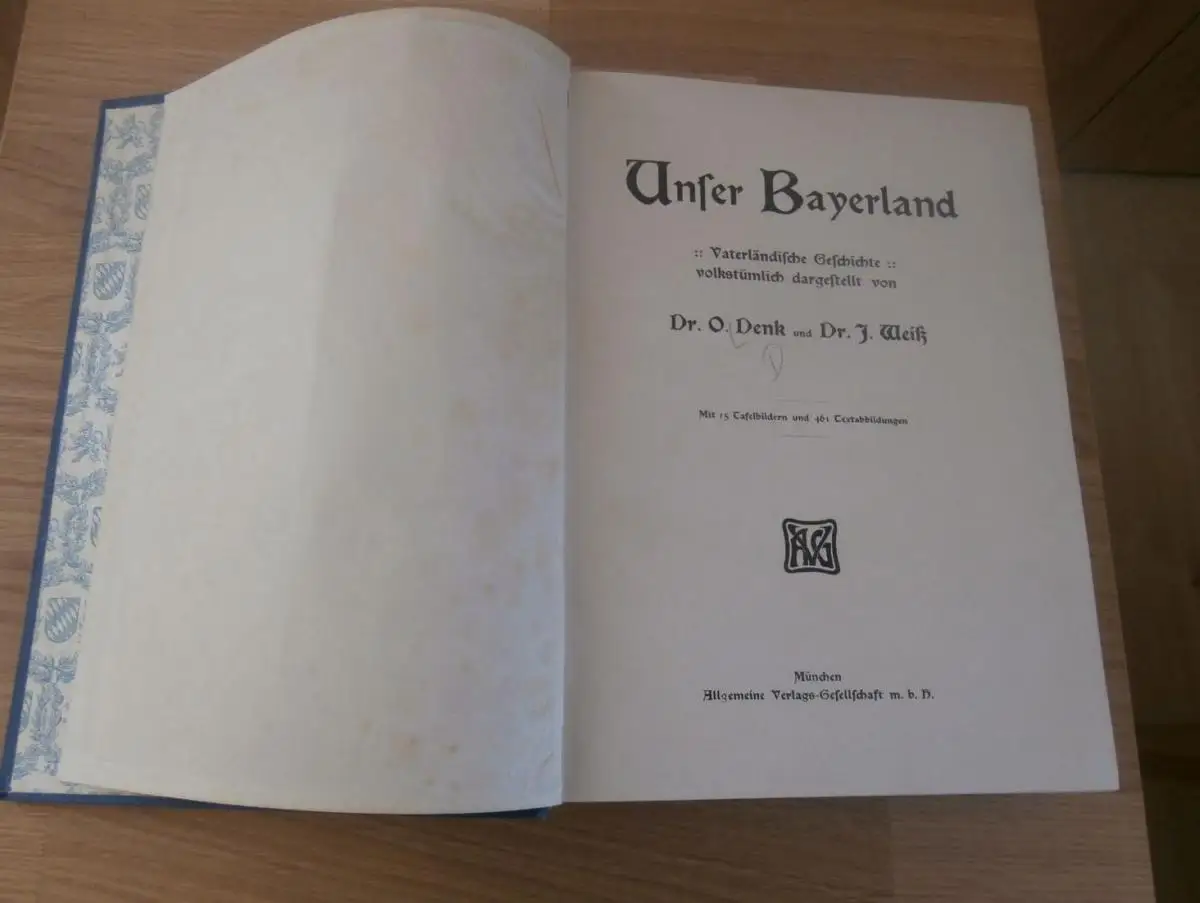 Unſer Bayerland
:: Vaterländiſche Geſchichte ::
volkstümlich dargeſtellt von
Dr. O. Denk und Dr. J. Weiß
Mit 15 Tafelbildern und 461 Textabbildungen
AVG
München
Allgemeine Verlags-Geſellſchaft m. b. H.